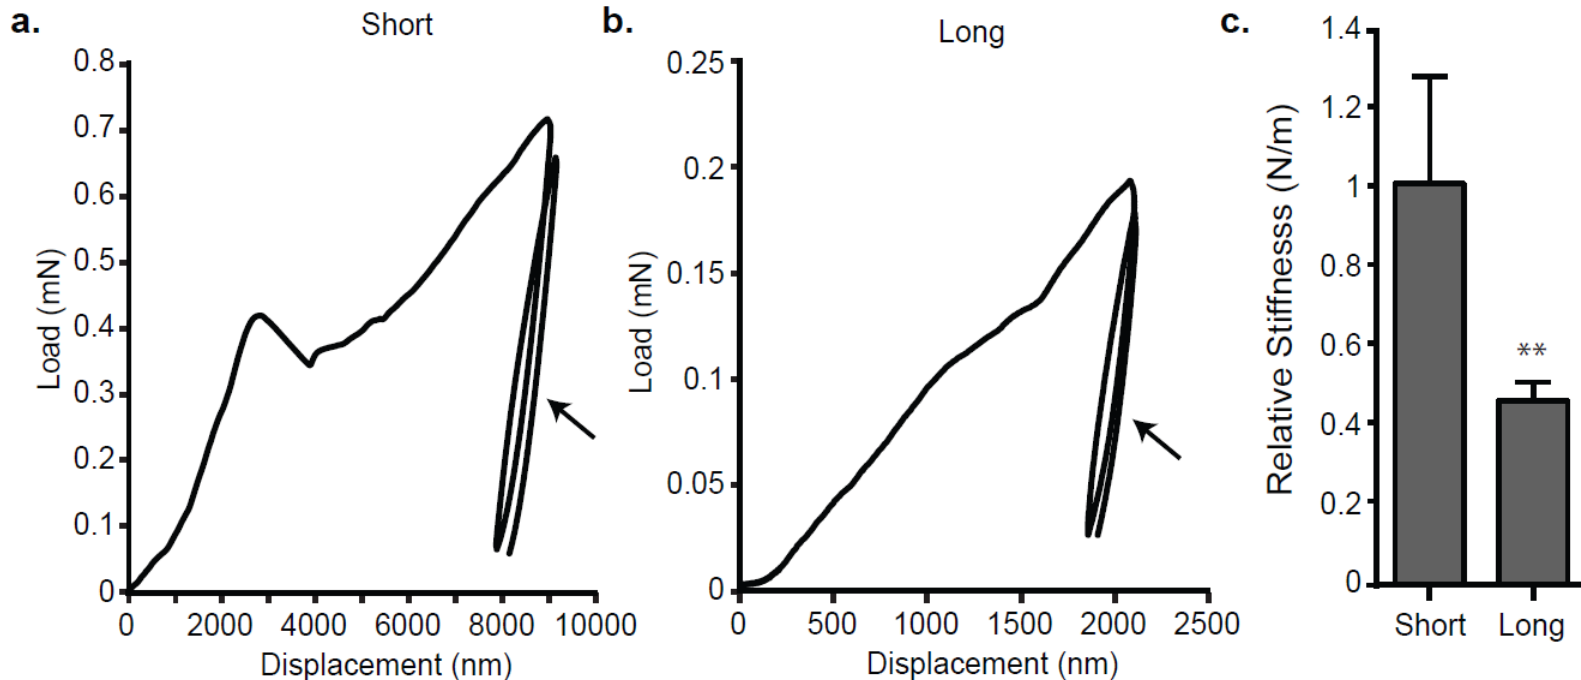 a.
Short
0.8
0.7
0.6
0.5
0.4
0.3
0.2
0.1
0
Load (mN)
0 2000 4000 6000 8000 10000
Displacement (nm)
b.
Long
0.25
0.2
0.15
0.1
0.05
0
Load (mN)
0 500 1000 1500 2000 2500
Displacement (nm)
c.
1.4
1.2
1
0.8
0.6
0.4
0.2
0
Relative Stiffnesss (N/m)
**
Short Long